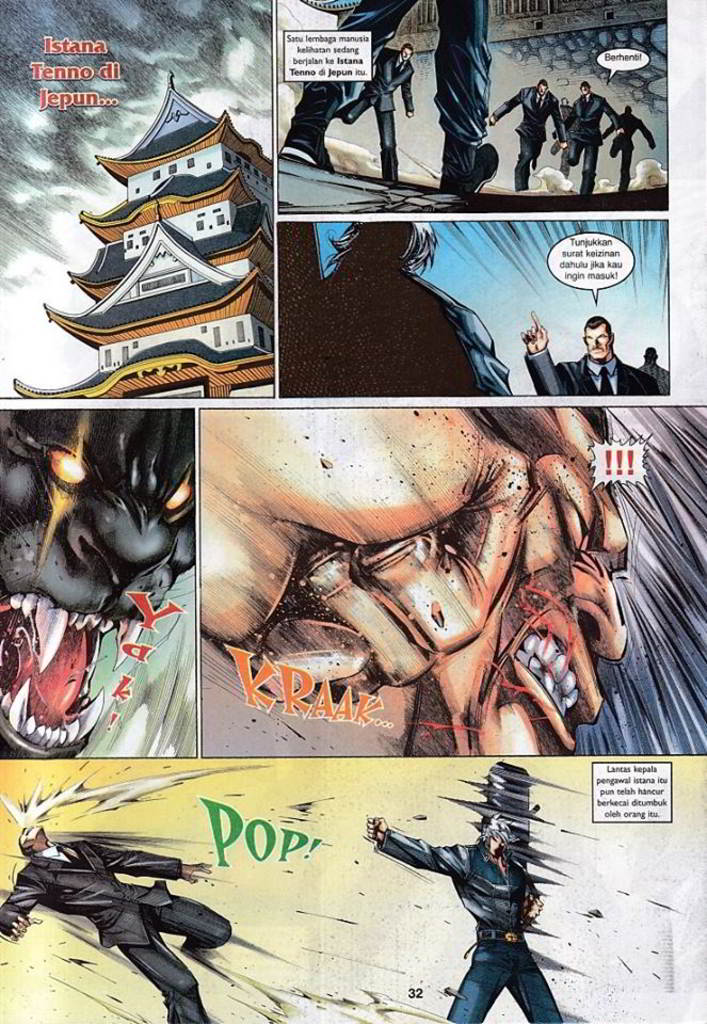 Istana
Tenno di
Jepun...
Satu lembaga manusia
kelihatan sedang
berjalan ke Istana
Tenno di Jepun itu.
Berhenti!
Tunjukkan
surat keizinan
dahulu jika kau
ingin masuk!
Yak!
!!!
KRAAK...
Lantas kepala
pengawal istana itu
pun telah hancur
berkecai ditumbuk
oleh orang itu.
POP!
32